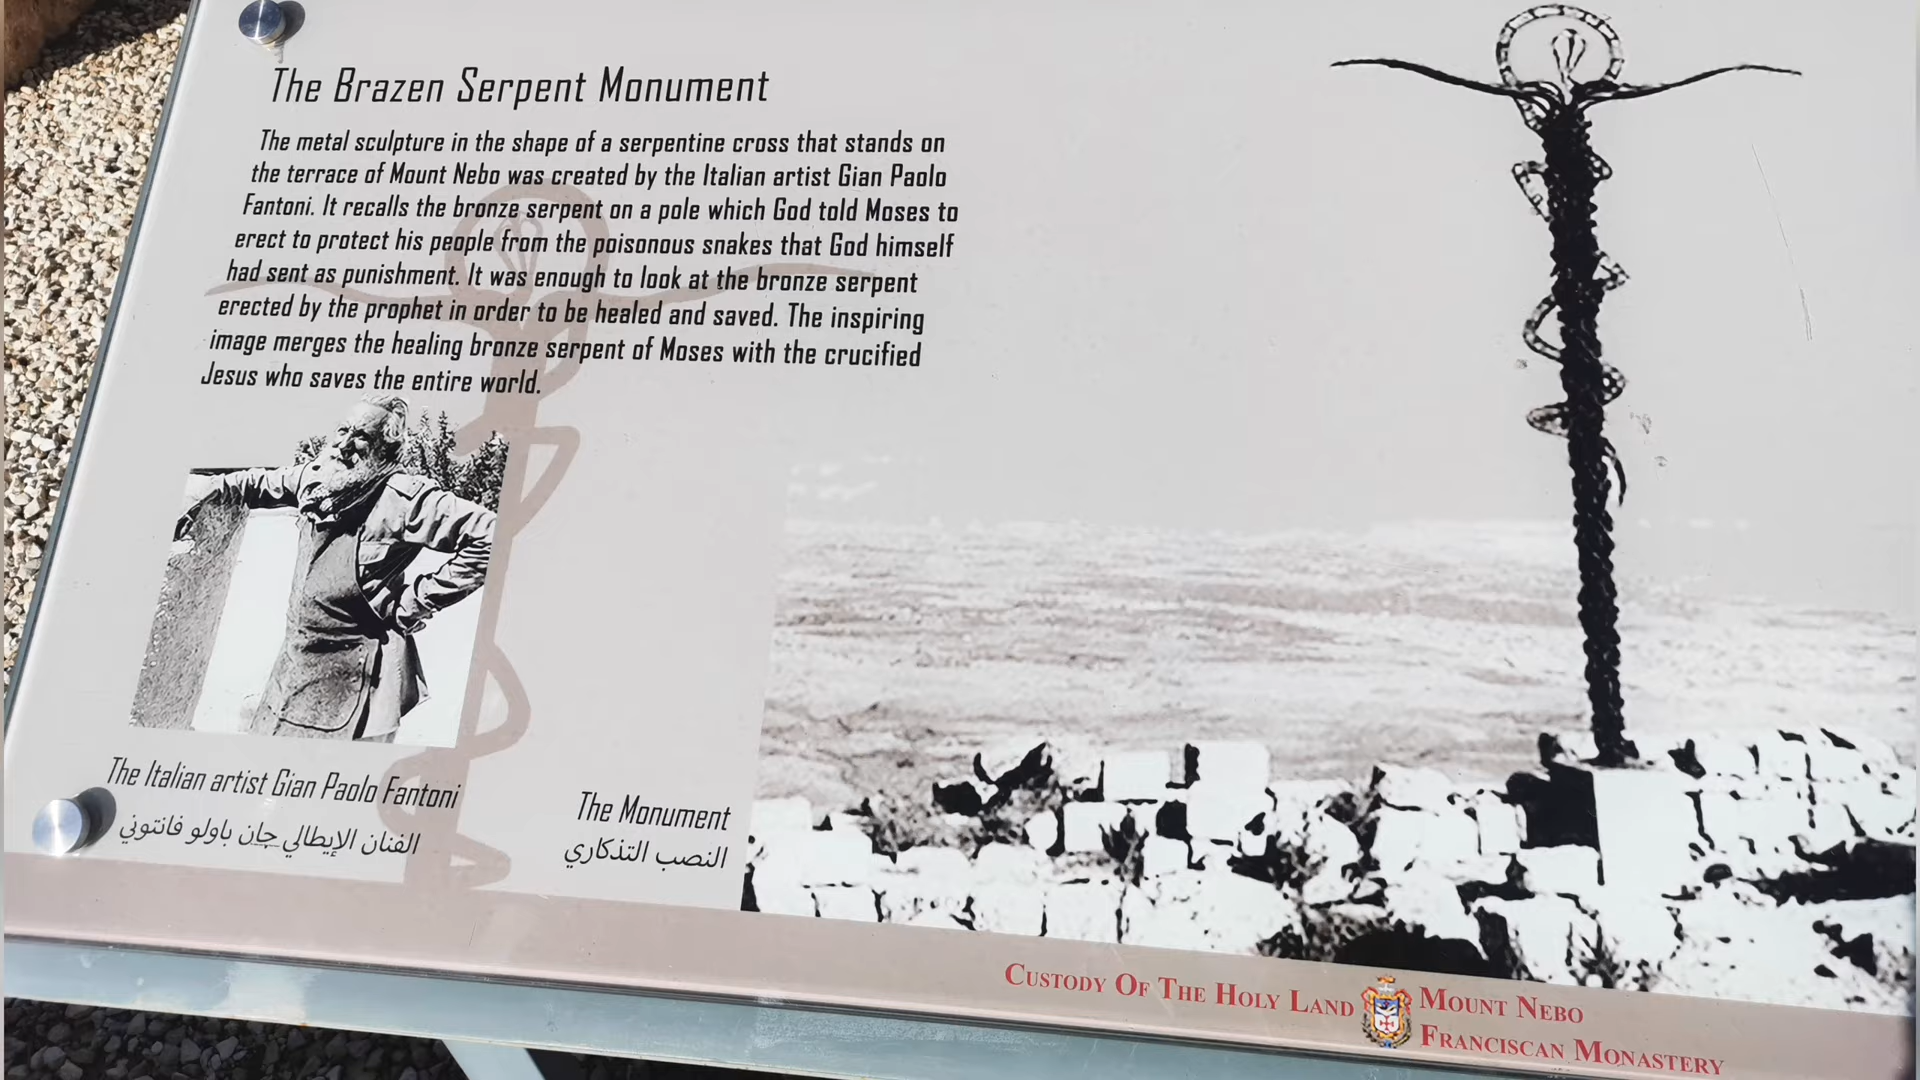 The Brazen Serpent Monument
The metal sculpture in the shape of a serpentine cross that stands on
the terrace of Mount Nebo was created by the Italian artist Gian Paolo
Fantoni. It recalls the bronze serpent on a pole which God told Moses to
erect to protect his people from the poisonous snakes that God himself
had sent as punishment. It was enough to look at the bronze serpent
erected by the prophet in order to be healed and saved. The inspiring
image merges the healing bronze serpent of Moses with the crucified
Jesus who saves the entire world.
The Italian artist Gian Paolo Fantoni
الفنان الإيطالي جان باولو فانتوني
The Monument
النصب التذكاري
CUSTODY OF THE HOLY LAND
MOUNT NEBO
FRANCISCAN MONASTERY